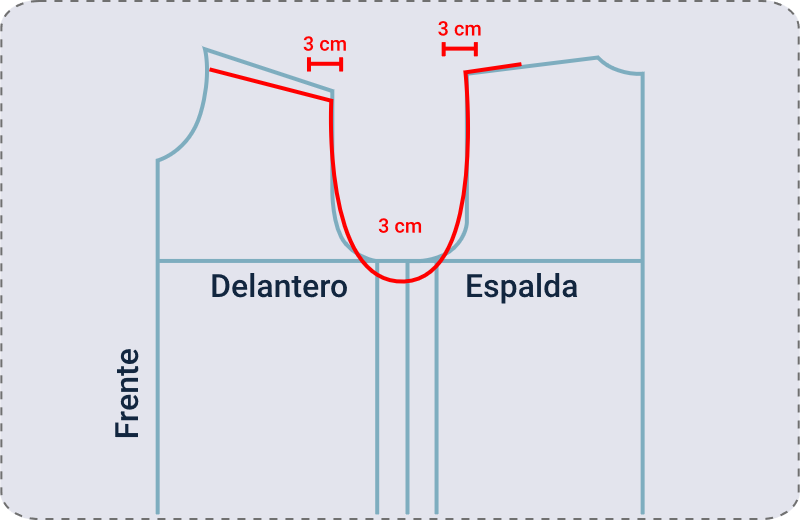 3 cm
3 cm
3 cm
Delantero
Espalda
Frente